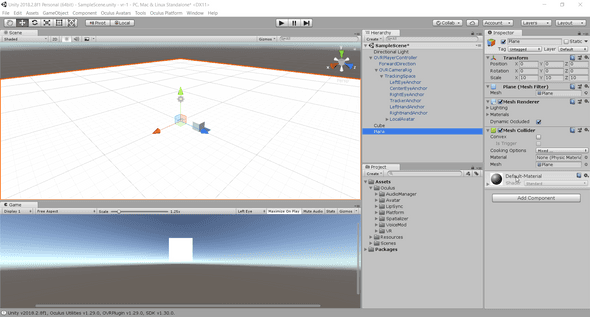 Unity 2018.2.8f1 Personal (64bit) - SampleScene.unity - vr-1 - PC, Mac & Linux Standalone* <DX11>
File Edit Assets GameObject Component Oculus Avatars Tools Oculus Platform Window Help
Pivot Local Collab Account Layers Layout
Scene
Shaded 2D Gizmos All
Persp
Game
Display 1 Free Aspect Scale 1.25x Left Eye Maximize On Play Mute Audio Stats Gizmos
Hierarchy
Create All
SampleScene*
Directional Light
OVRPlayerController
ForwardDirection
OVRCameraRig
TrackingSpace
LeftEyeAnchor
CenterEyeAnchor
RightEyeAnchor
TrackerAnchor
LeftHandAnchor
RightHandAnchor
LocalAvatar
Cube
Plane
Project
Create
Assets
Oculus
AudioManager
Avatar
LipSync
Platform
Spatializer
VoiceMod
VR
Resources
Scenes
Packages
Inspector
Plane Static
Tag Untagged Layer Default
Transform
Position X 0 Y 0 Z 0
Rotation X 0 Y 0 Z 0
Scale X 10 Y 10 Z 10
Plane (Mesh Filter)
Mesh Plane
Mesh Renderer
Lighting
Materials
Dynamic Occluded
Mesh Collider
Convex
Is Trigger
Cooking Options Mixed ...
Material None (Physic Material)
Mesh Plane
Default-Material
Shader Standard
Add Component
Unity v2018.2.8f1, Oculus Utilities v1.29.0, OVRPlugin v1.29.0, SDK v1.30.0.